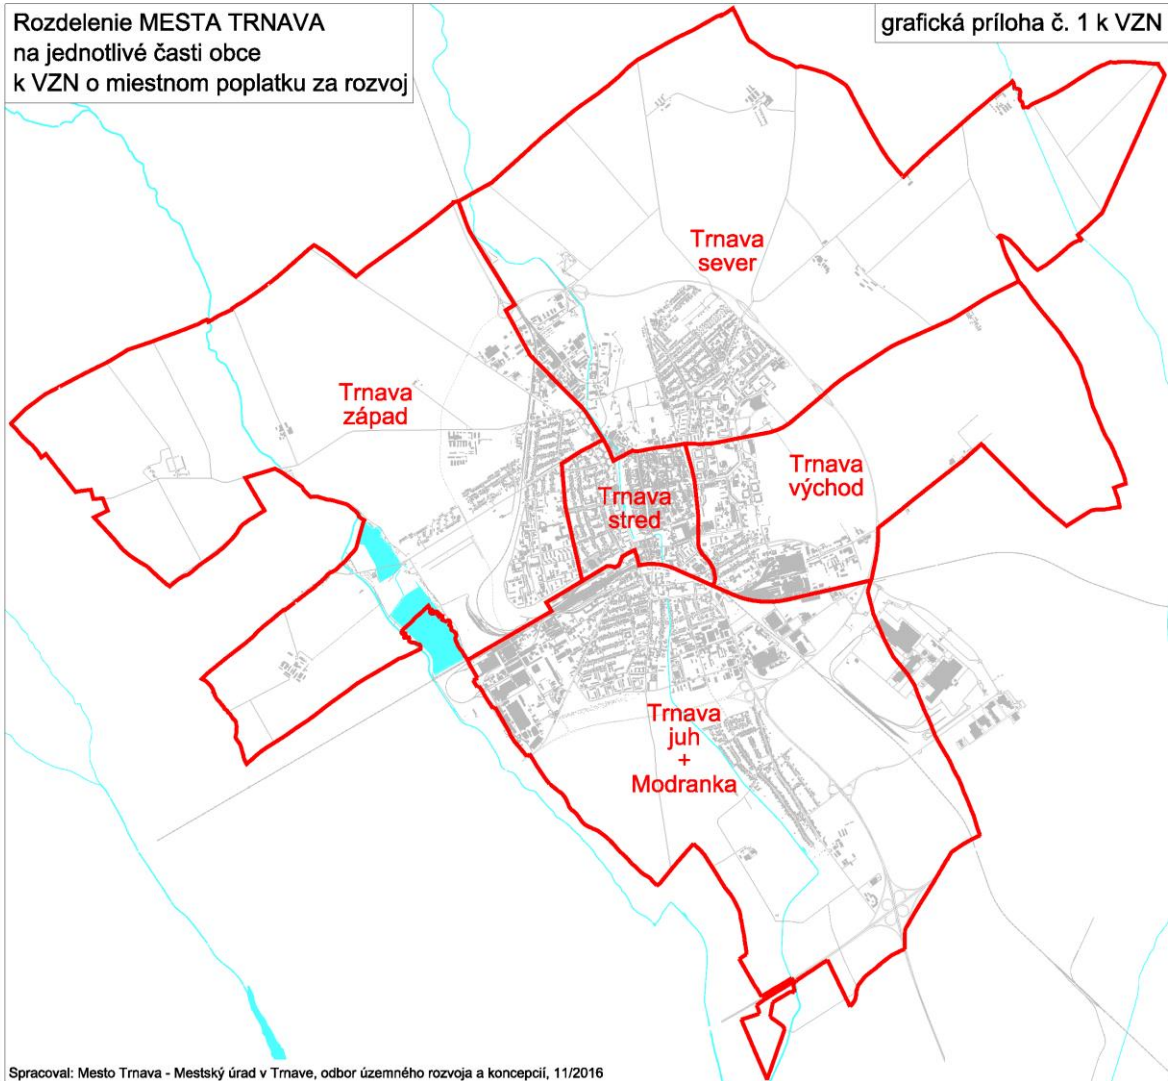 Rozdelenie MESTA TRNAVA
na jednotlivé časti obce
k VZN o miestnom poplatku za rozvoj
grafická príloha č. 1 k VZN
Trnava
sever
Trnava
západ
Trnava
východ
Trnava
stred
Trnava
juh
+
Modranka
Spracoval: Mesto Trnava - Mestský úrad v Trnave, odbor územného rozvoja a koncepcií, 11/2016